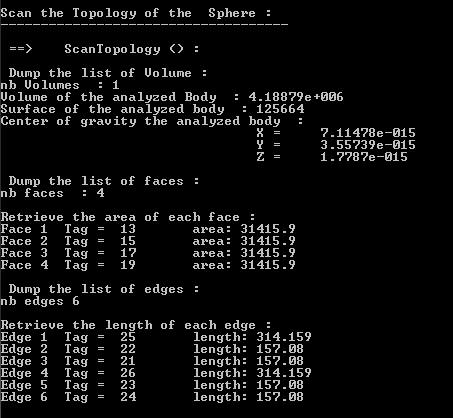 Scan the Topology of the  Sphere :
------------------------------------
 ==>    ScanTopology () :
 Dump the list of Volume :
nb Volumes  : 1
Volume of the analyzed Body  : 4.18879e+006
Surface of the analyzed body  : 125664
Center of gravity the analyzed body  :
X =     7.11478e-015
Y =     3.55739e-015
Z =     1.7787e-015
 Dump the list of faces :
nb faces  : 4
Retrieve the area of each face :
Face 1  Tag =  13       area: 31415.9
Face 2  Tag =  15       area: 31415.9
Face 3  Tag =  17       area: 31415.9
Face 4  Tag =  19       area: 31415.9
 Dump the list of edges :
nb edges 6
Retrieve the length of each edge :
Edge 1  Tag =  25       length: 314.159
Edge 2  Tag =  22       length: 157.08
Edge 3  Tag =  21       length: 157.08
Edge 4  Tag =  26       length: 314.159
Edge 5  Tag =  23       length: 157.08
Edge 6  Tag =  24       length: 157.08